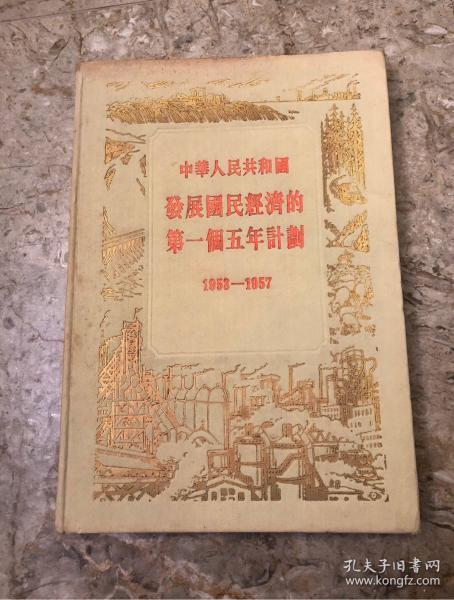 中華人民共和國
發展國民經濟的
第一個五年計劃
1953—1957
孔夫子旧书网
www.kongfz.com